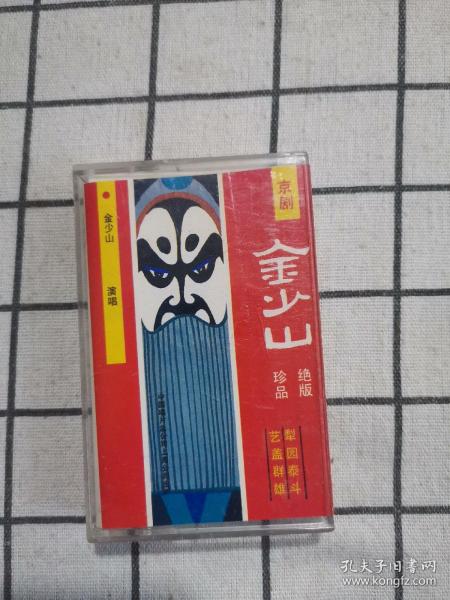 京剧
金少山
绝版
珍品
犁园泰斗
艺盖群雄
金少山 演唱
孔夫子旧书网
www.kongfz.com